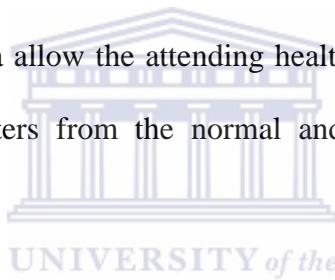 a allow the attending healt
ters from the normal and
UNIVERSITY of the